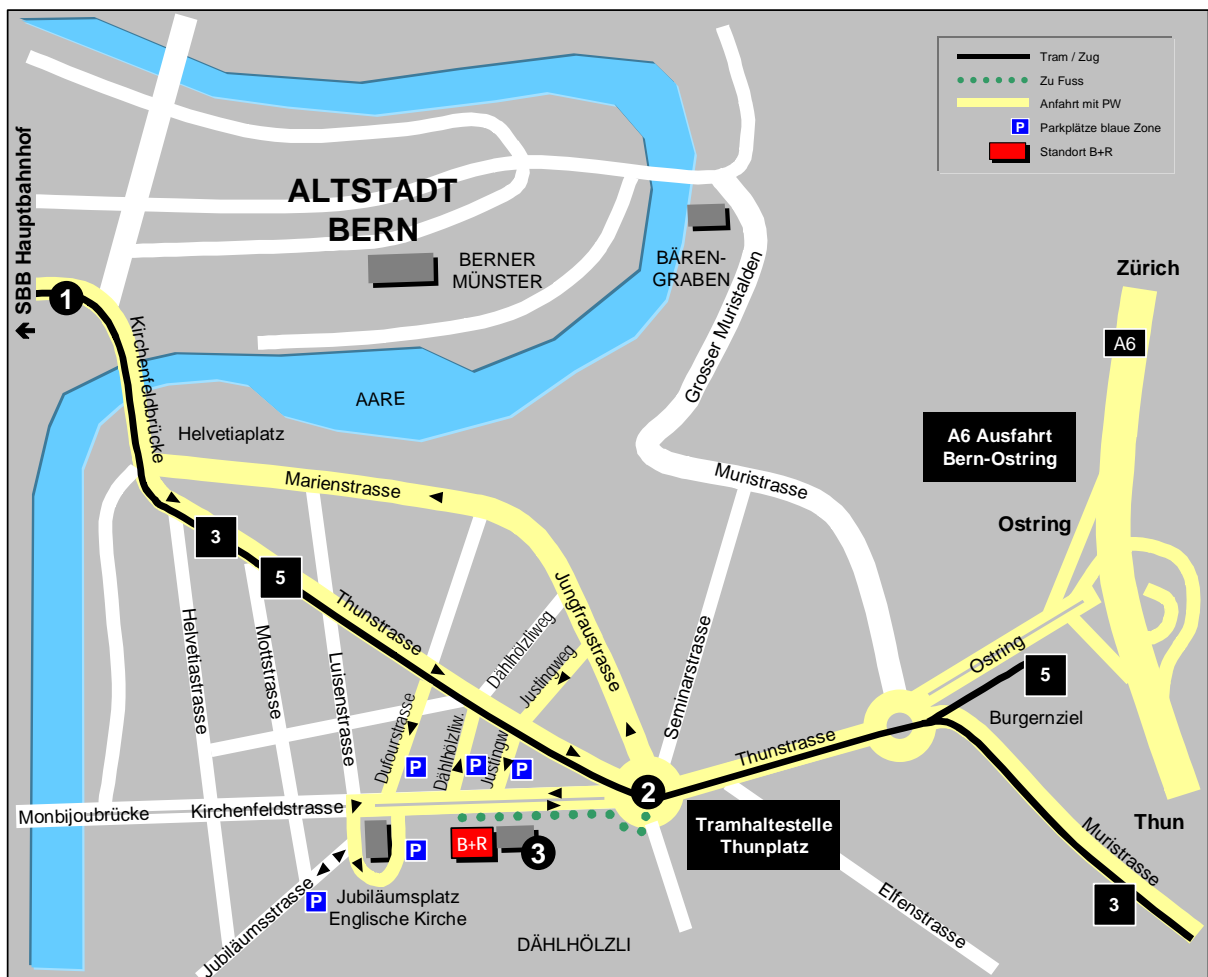 Tram / Zug
Zu Fuss
Anfahrt mit PW
P
Parkplätze blaue Zone
Standort B+R
ALTSTADT
BERN
BERNER
MÜNSTER
BÄREN-
GRABEN
SBB Hauptbahnhof
1
Kirchenfeldbrücke
Grosser Muristalden
Zürich
A6
AARE
Helvetiaplatz
A6 Ausfahrt
Bern-Ostring
Marienstrasse
Muristrasse
Ostring
3
5
Thunstrasse
Jungfraustrasse
Dählhölzliweg
Justingweg
Helvetiastrasse
Mottstrasse
Luisenstrasse
Dufourstrasse
Dählhölzliw.
Justingw.
Seminarstrasse
Ostring
5
Burgernziel
Thunstrasse
P
P
P
2
Monbijoubrücke
Kirchenfeldstrasse
Tramhaltestelle
Thunplatz
Thun
Muristrasse
B+R
3
P
P
Jubiläumsplatz
Englische Kirche
Jubiläumsstrasse
Elfenstrasse
3
DÄHLHÖLZLI